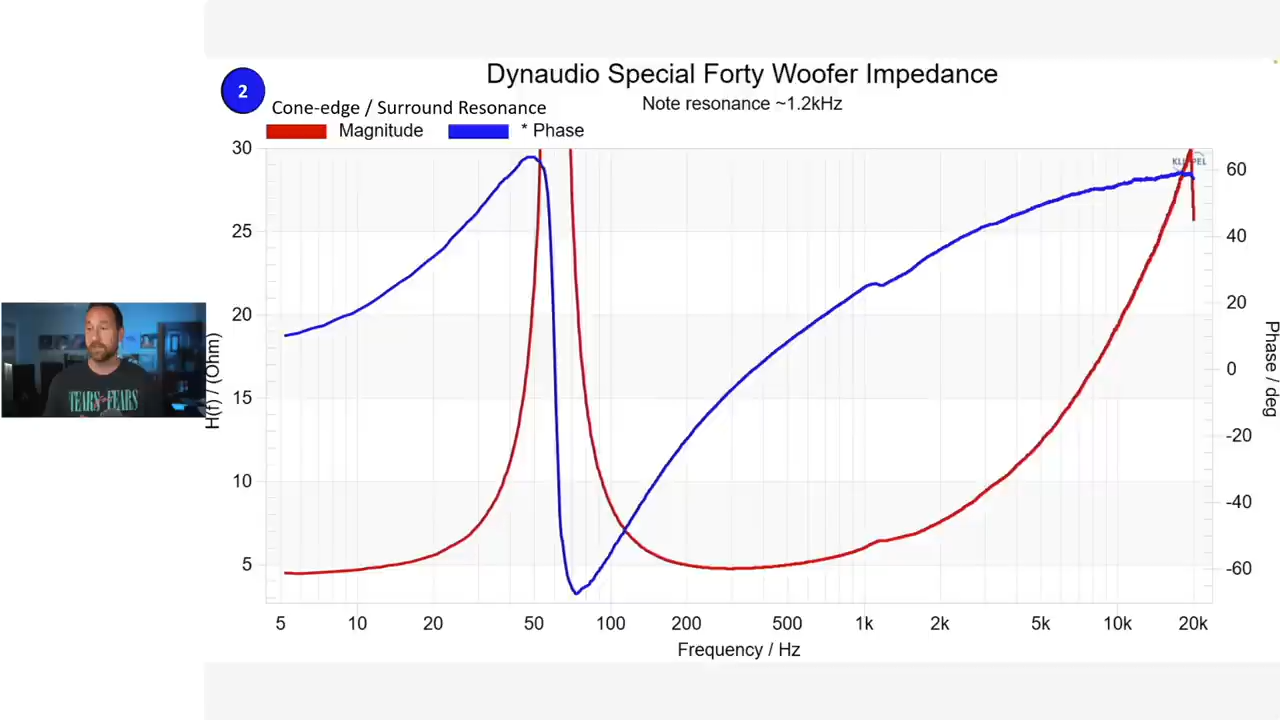 Dynaudio Special Forty Woofer Impedance
2
Cone-edge / Surround Resonance
Note resonance ~1.2kHz
Magnitude
* Phase
KLIPPEL
30
25
20
15
10
5
H(f) / (Ohm)
60
40
20
0
-20
-40
-60
Phase / deg
5 10 20 50 100 200 500 1k 2k 5k 10k 20k
Frequency / Hz
TEARS FEARS